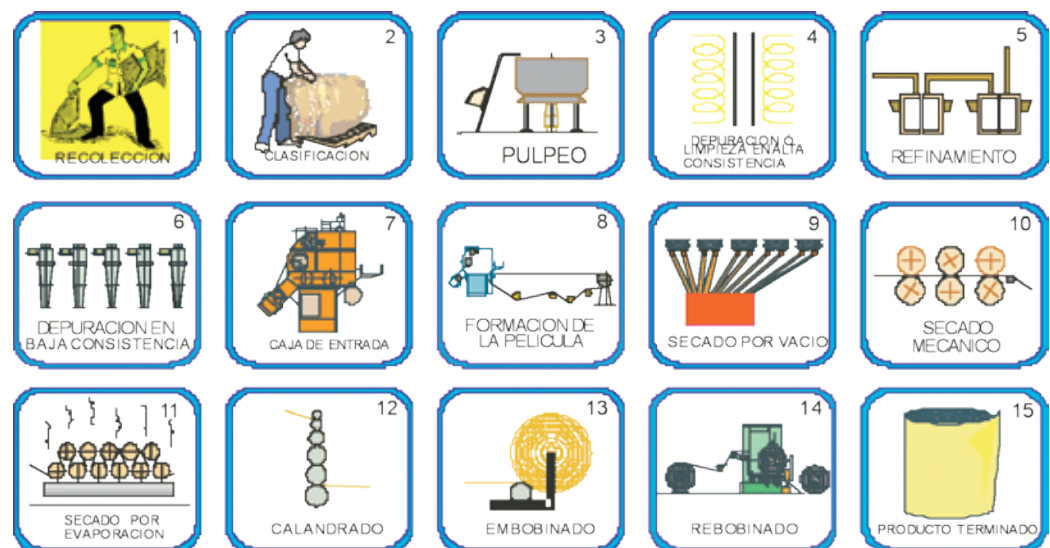 1
RECOLECCION
2
CLASIFICACION
3
PULPEO
4
DEPURACION O
LIMPIEZA EN ALTA
CONSISTENCIA
5
REFINAMIENTO
6
DEPURACION EN
BAJA CONSISTENCIA
7
CAJA DE ENTRADA
8
FORMACION DE
LA PELICULA
9
SECADO POR VACIO
10
SECADO
MECANICO
11
SECADO POR
EVAPORACION
12
CALANDRADO
13
EMBOBINADO
14
REBOBINADO
15
PRODUCTO TERMINADO